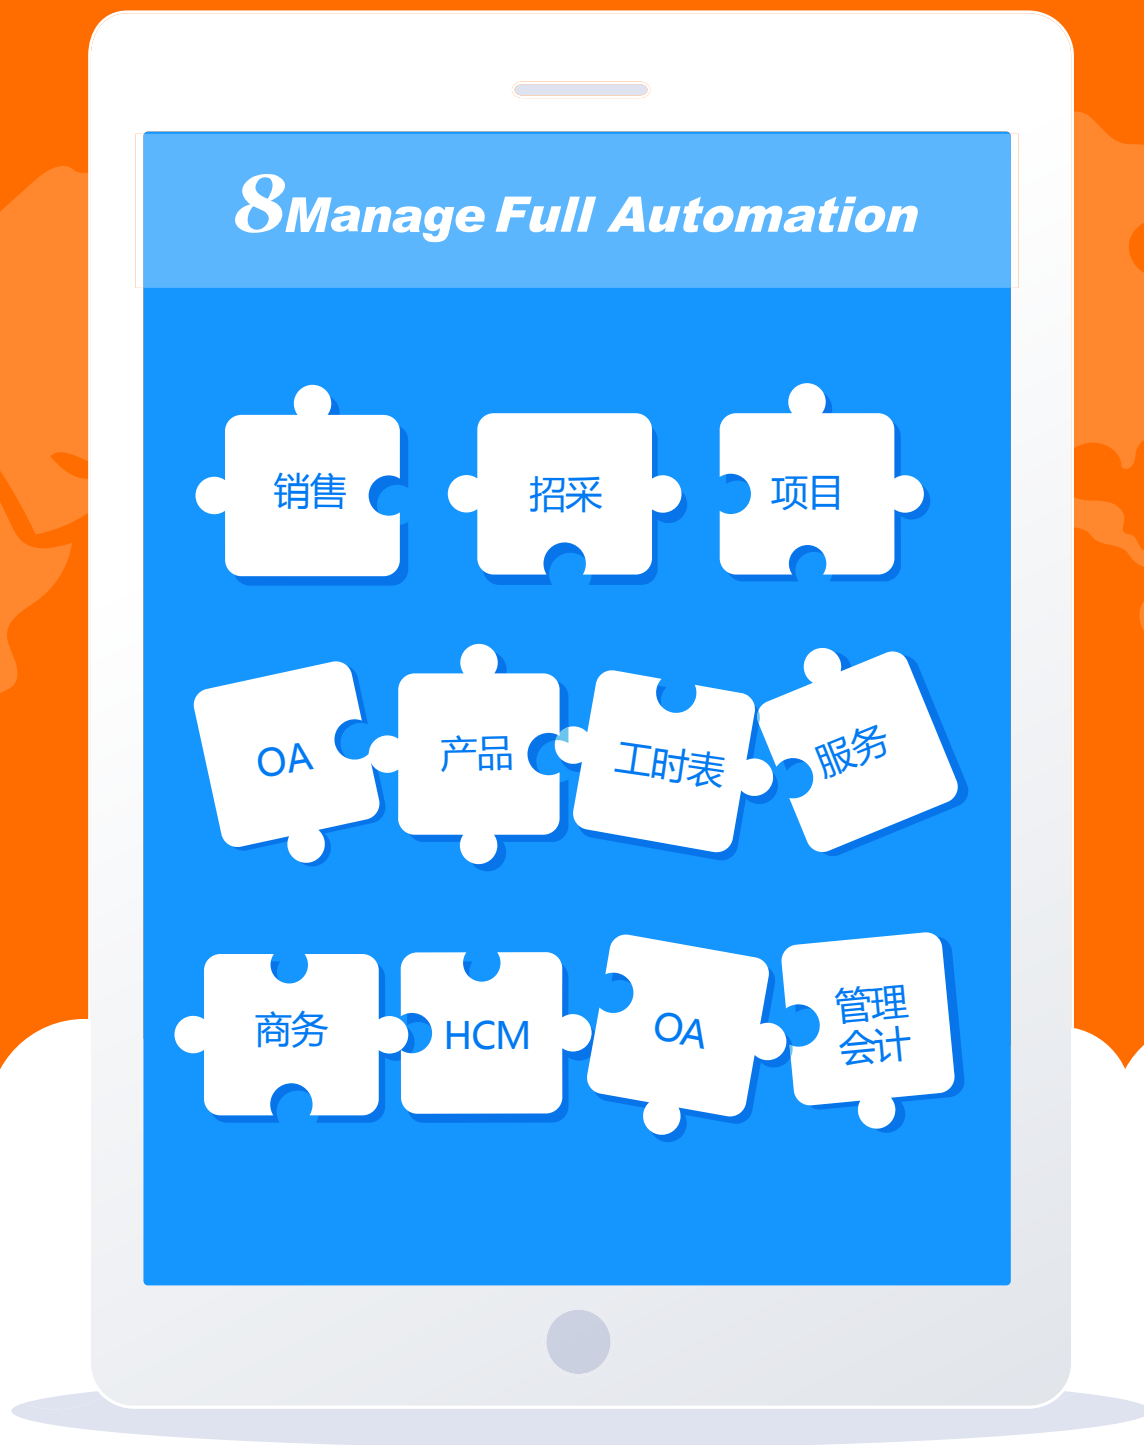 8Manage Full Automation
销售
招采
项目
OA
产品
工时表
服务
商务
HCM
OA
管理
会计